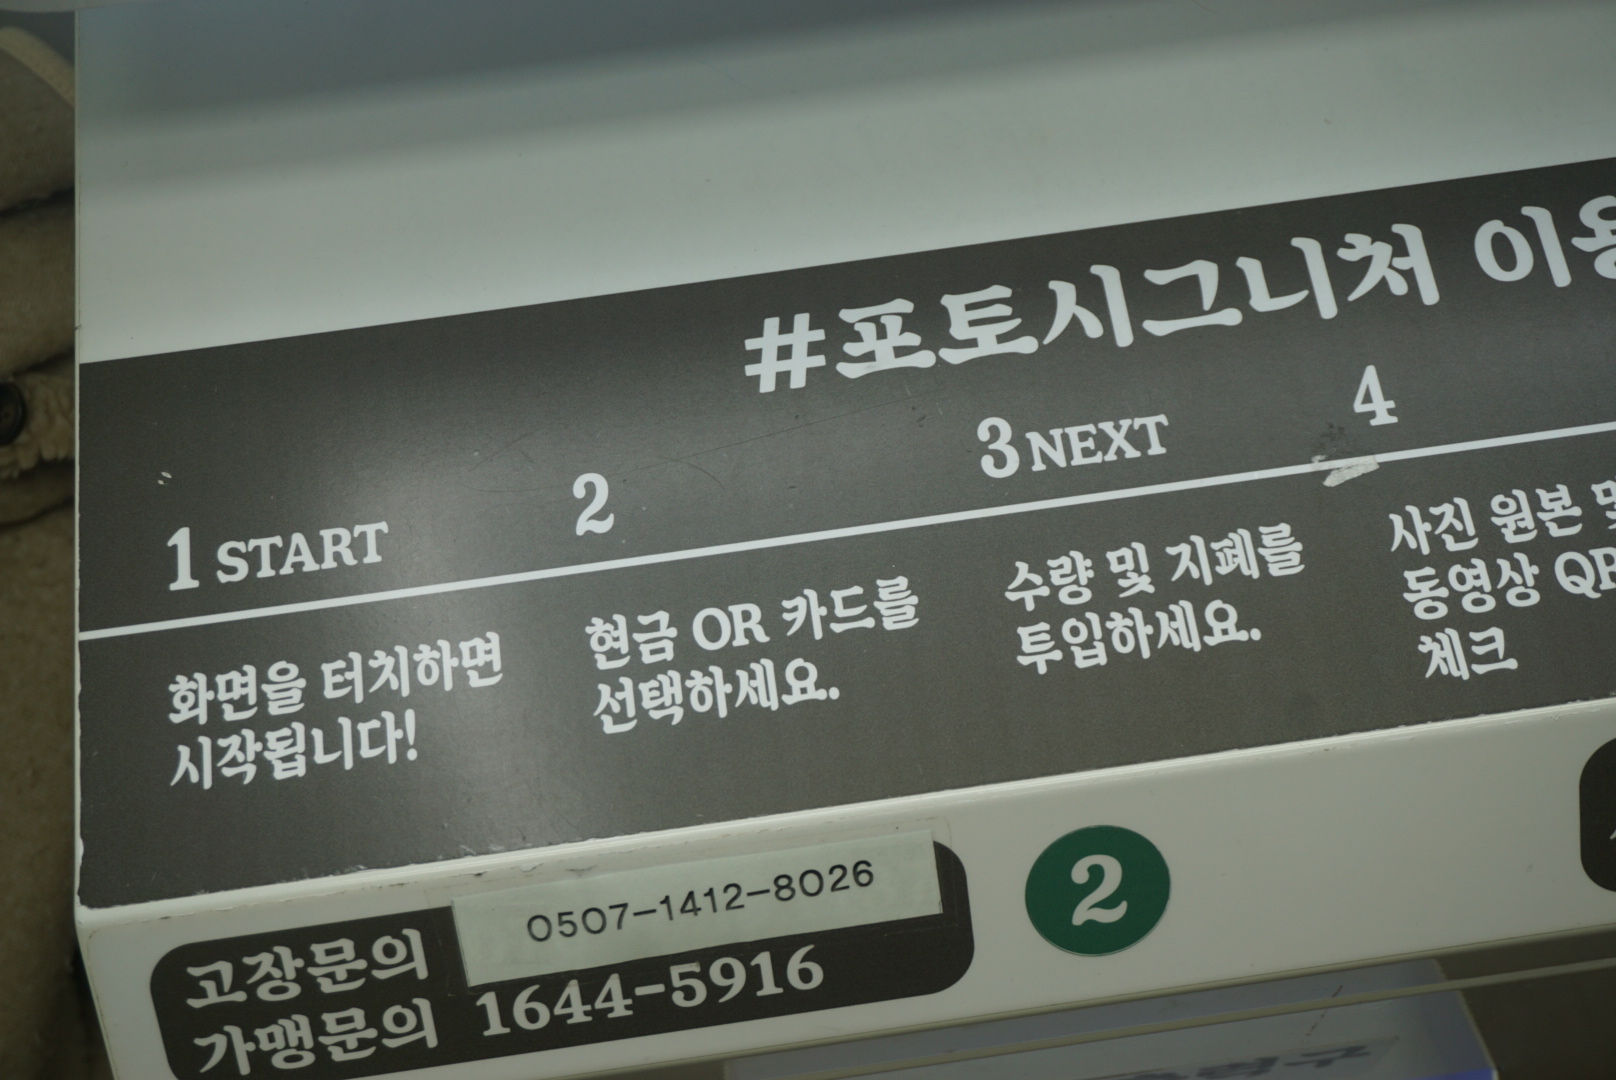 #포토시그니처
1 START
2
3 NEXT
4
화면을 터치하면
시작됩니다!
현금 OR 카드를
선택하세요.
수량 및 지폐를
투입하세요.
사진 원본
동영상
체크
고장문의 0507-1412-8026
가맹문의 1644-5916
2